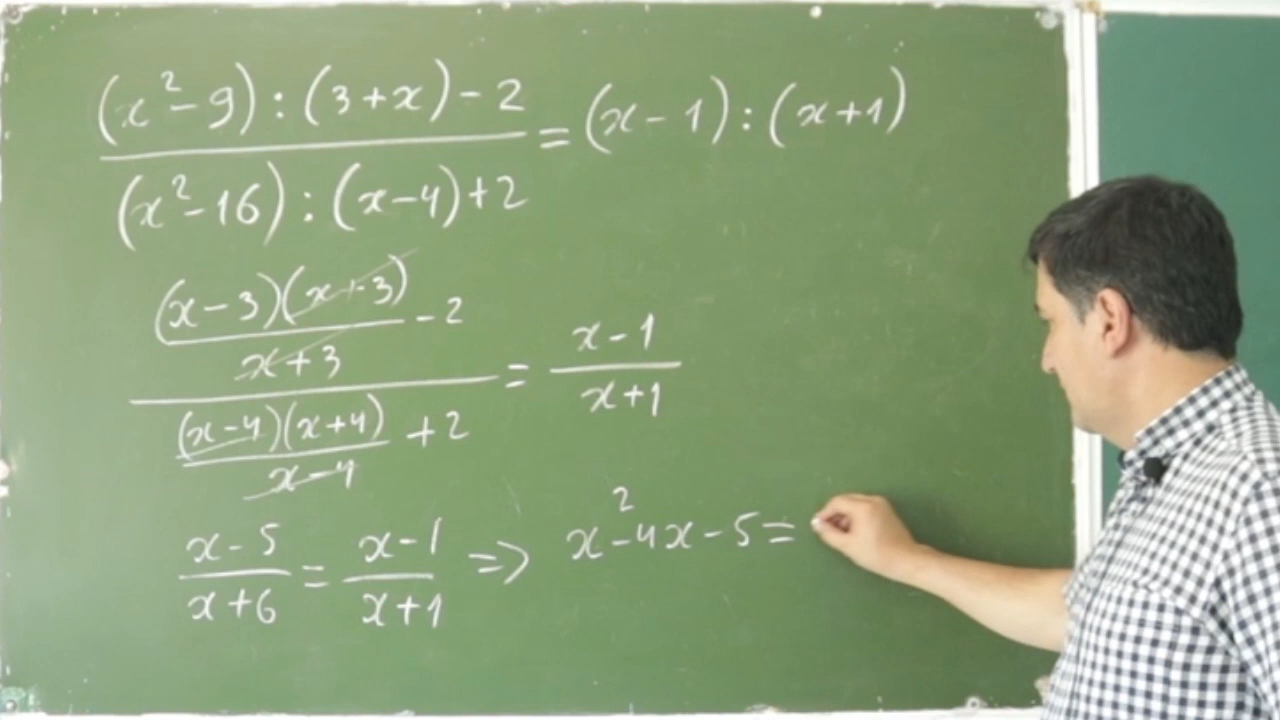 ((x²-9):(3+x)-2)/((x²-16):(x-4)+2) = (x-1):(x+1)
((x-3)(x+3)/(x+3) -2)/((x-4)(x+4)/(x-4) +2) = (x-1)/(x+1)
(x-5)/(x+6) = (x-1)/(x+1) => x²-4x-5=